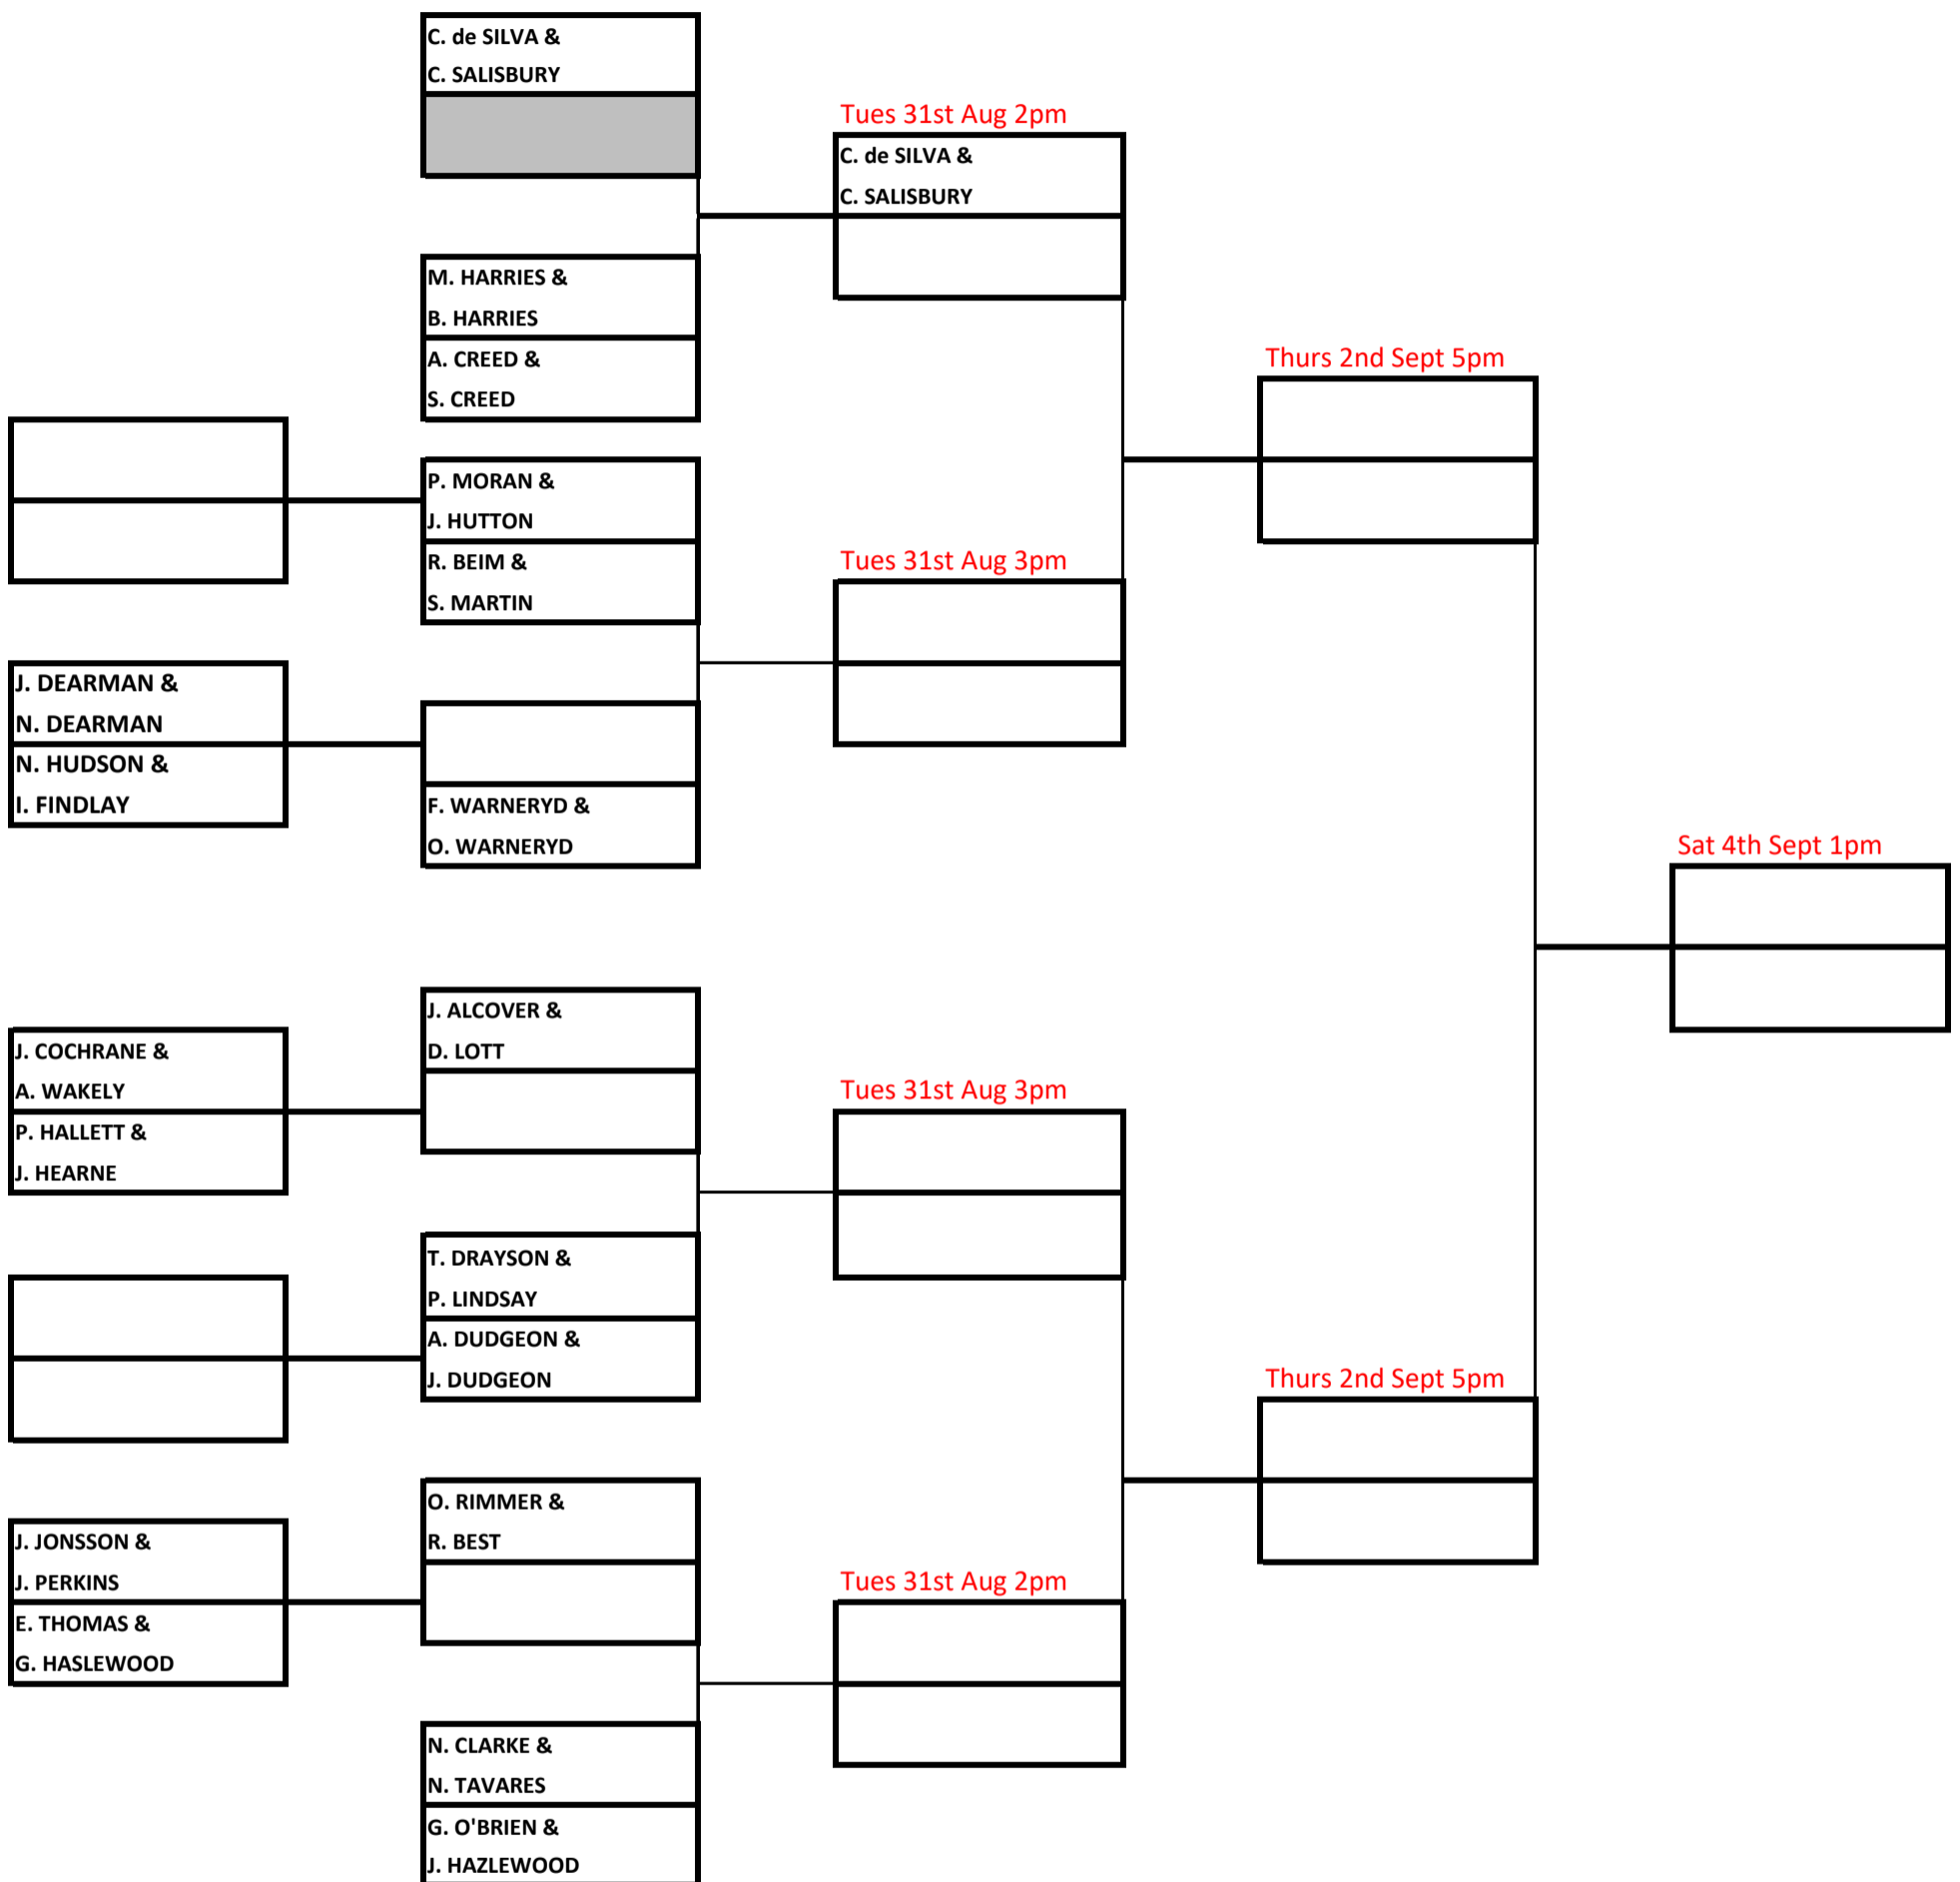 C. de SILVA &
C. SALISBURY
Tues 31st Aug 2pm
C. de SILVA &
C. SALISBURY
M. HARRIES &
B. HARRIES
A. CREED &
S. CREED
Thurs 2nd Sept 5pm
P. MORAN &
J. HUTTON
R. BEIM &
S. MARTIN
Tues 31st Aug 3pm
J. DEARMAN &
N. DEARMAN
N. HUDSON &
I. FINDLAY
F. WARNERYD &
O. WARNERYD
Sat 4th Sept 1pm
J. ALCOVER &
D. LOTT
J. COCHRANE &
A. WAKELY
P. HALLETT &
J. HEARNE
Tues 31st Aug 3pm
T. DRAYSON &
P. LINDSAY
A. DUDGEON &
J. DUDGEON
Thurs 2nd Sept 5pm
O. RIMMER &
R. BEST
J. JONSSON &
J. PERKINS
E. THOMAS &
G. HASLEWOOD
Tues 31st Aug 2pm
N. CLARKE &
N. TAVARES
G. O'BRIEN &
J. HAZLEWOOD